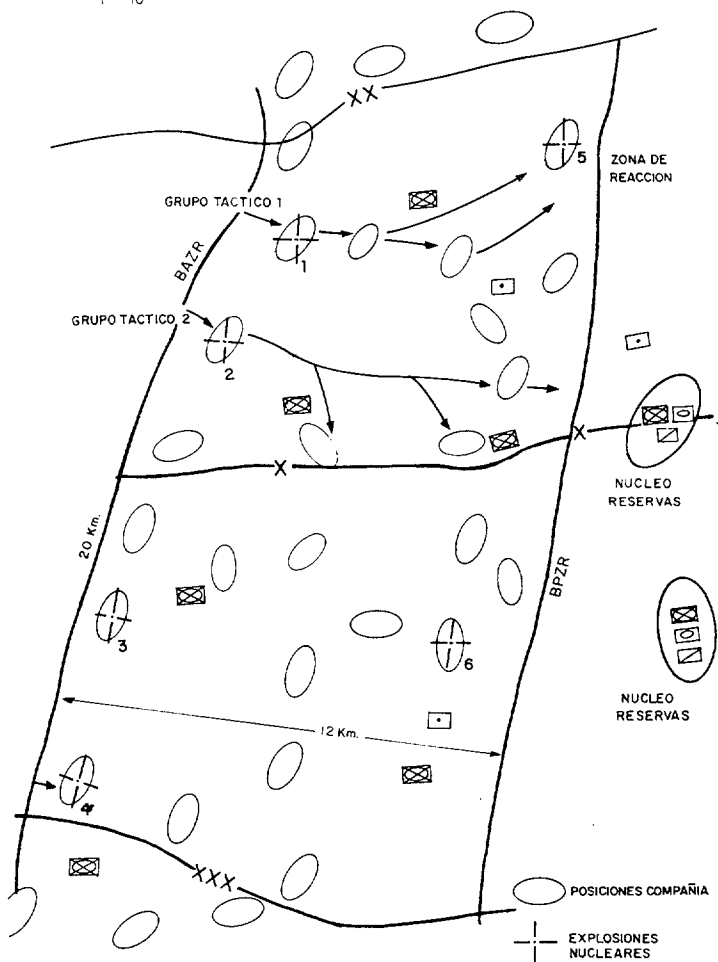 XX
5
ZONA DE
REACCION
GRUPO TACTICO 1
1
BAZR
GRUPO TACTICO 2
2
X
X
NUCLEO
RESERVAS
20 Km.
BPZR
3
6
NUCLEO
RESERVAS
12 Km.
4
XXX
POSICIONES COMPAÑIA
EXPLOSIONES
NUCLEARES